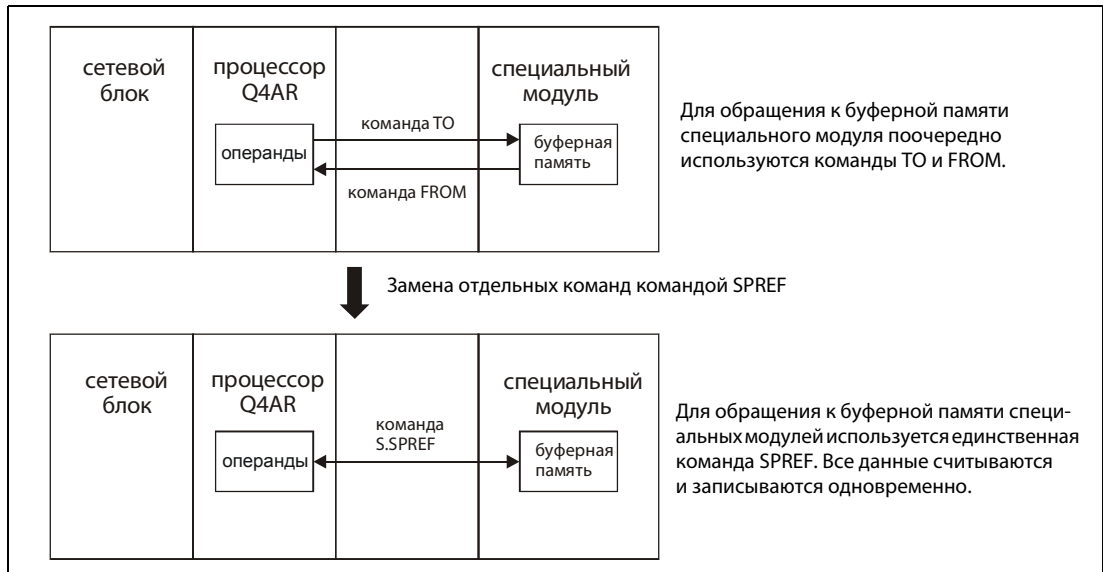 сетевой
блок
процессор
Q4AR
специальный
модуль
команда TO
операнды
буферная
память
команда FROM
Для обращения к буферной памяти
специального модуля поочередно
используются команды TO и FROM.
Замена отдельных команд командой SPREF
сетевой
блок
процессор
Q4AR
специальный
модуль
команда
S.SPREF
операнды
буферная
память
Для обращения к буферной памяти специ-
альных модулей используется единственная
команда SPREF. Все данные считываются
и записываются одновременно.